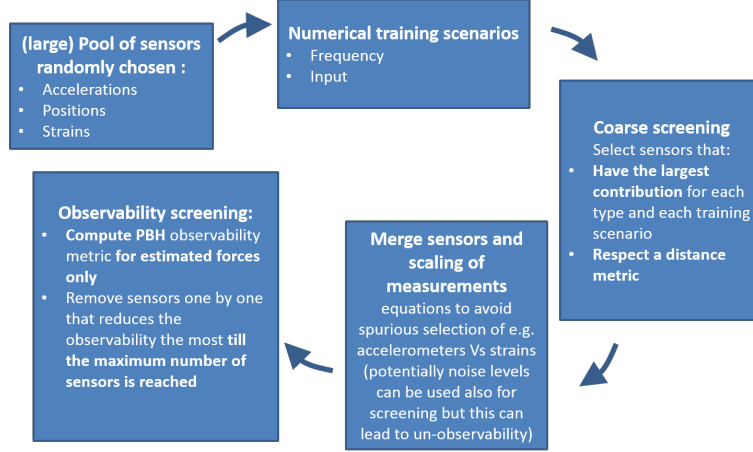 (large) Pool of sensors
randomly chosen :
• Accelerations
• Positions
• Strains
Numerical training scenarios
• Frequency
• Input
Coarse screening
Select sensors that:
• Have the largest
contribution for each
type and each training
scenario
• Respect a distance
metric
Merge sensors and
scaling of
measurements
equations to avoid
spurious selection of e.g.
accelerometers Vs strains
(potentially noise levels
can be used also for
screening but this can
lead to un-observability)
Observability screening:
• Compute PBH observability
metric for estimated forces
only
• Remove sensors one by one
that reduces the
observability the most till
the maximum number of
sensors is reached